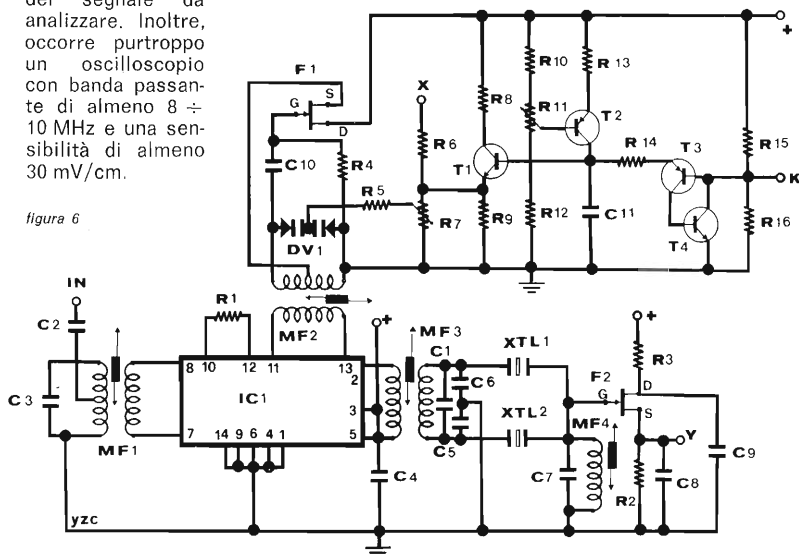 del segnale da
analizzare. Inoltre,
occorre purtroppo
un oscilloscopio
con banda passan-
te di almeno 8 ÷
10 MHz e una sen-
sibilità di almeno
30 mV/cm.
figura 6
+
F1
S
G
D
X
R10
R13
R8
R11
T2
C10
R4
R6
R14
T3
R15
T1
K
R5
R7
R9
R12
C11
R16
T4
DV1
IN
R1
MF2
+
MF3
+
C2
C1
XTL1
R3
8
10
12
11
13
C6
F2
D
G
C3
IC1
2
XTL2
S
MF4
Y
3
7
14 9 6 4 1
5
C9
MF1
C5
C4
C7
R2
C8
yzc